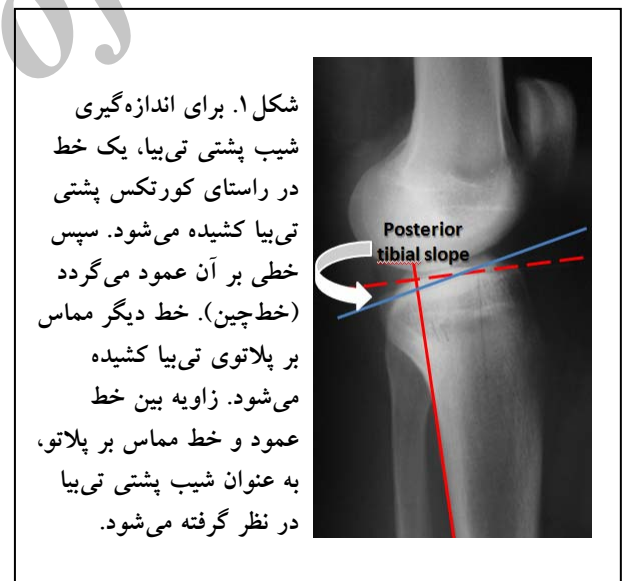 شکل۱. برای اندازه‌گیری
شیب پشتی تی‌بیا، یک خط
در راستای کورتکس پشتی
تی‌بیا کشیده می‌شود. سپس
خطی بر آن عمود می‌گردد
(خط‌چین). خط دیگر مماس
بر پلاتوی تی‌بیا کشیده
می‌شود. زاویه بین خط
عمود و خط مماس بر پلاتو،
به عنوان شیب پشتی تی‌بیا
در نظر گرفته می‌شود.
Posterior
tibial slope